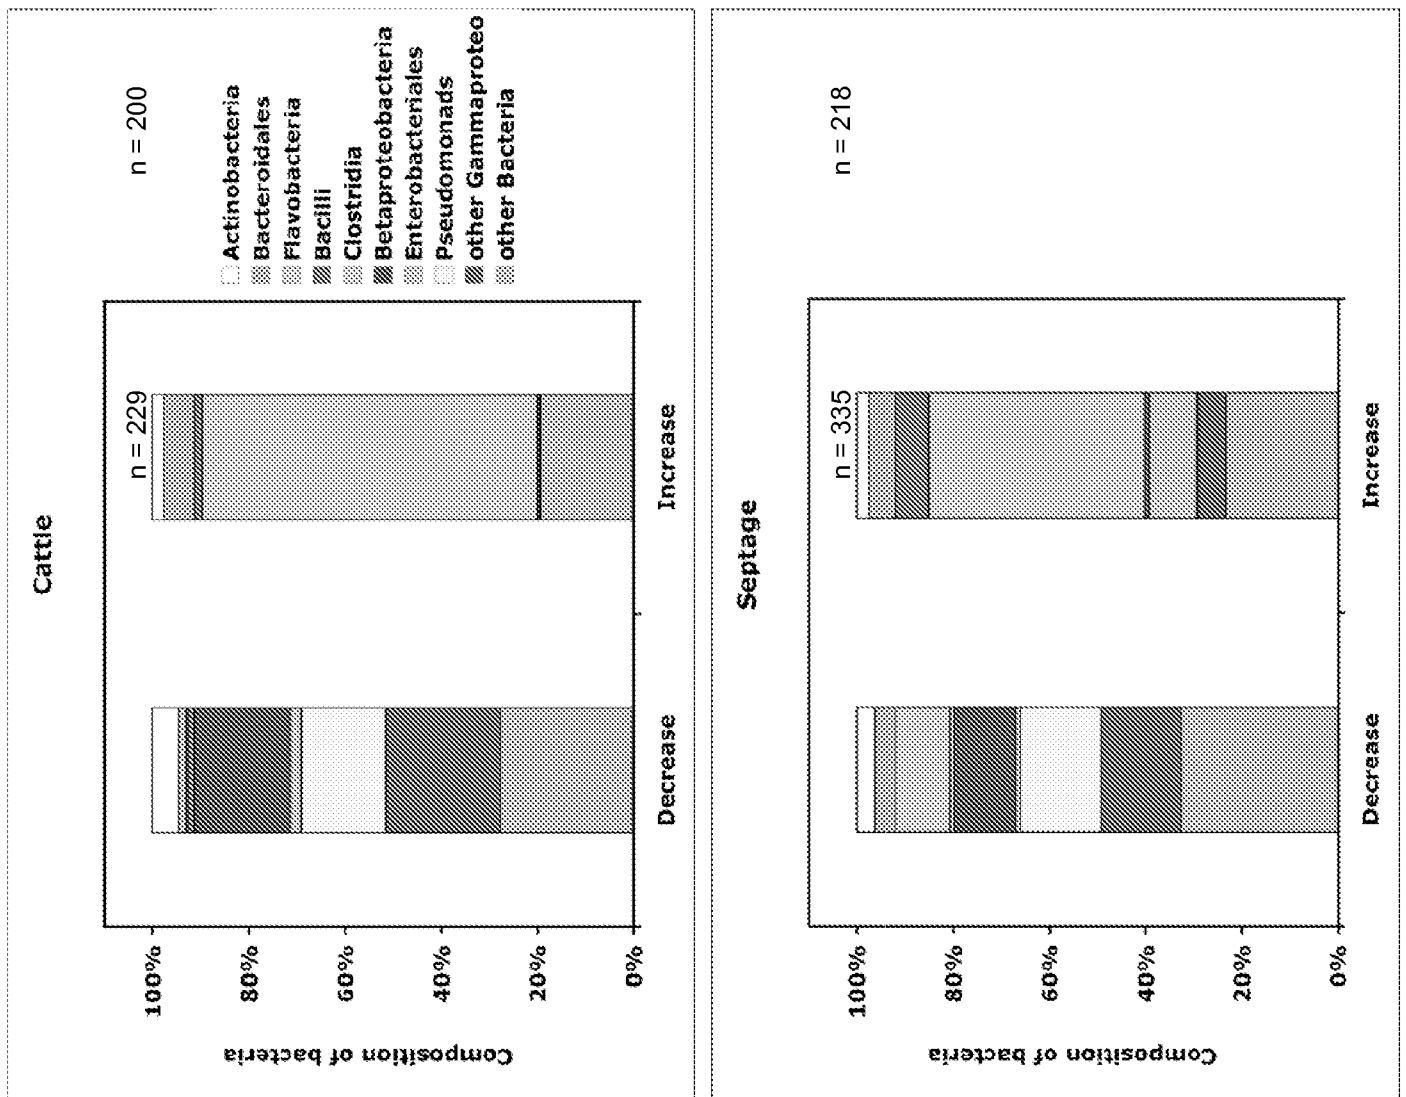 Cattle
n = 229
n = 200
100%
80%
60%
40%
20%
0%
Composition of bacteria
Decrease
Increase
Actinobacteria
Bacteroidales
Flavobacteria
Bacilli
Clostridia
Betaproteobacteria
Enterobacteriales
Pseudomonads
other Gammaproteo
other Bacteria
Septage
n = 335
n = 218
100%
80%
60%
40%
20%
0%
Composition of bacteria
Decrease
Increase